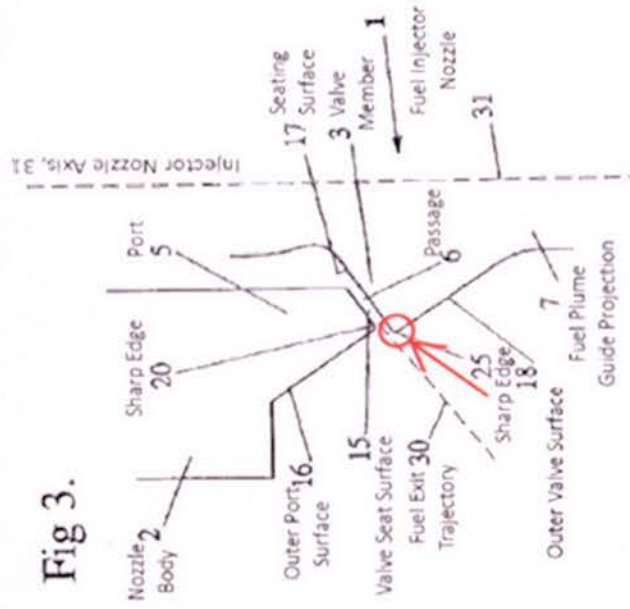 Fig 3.
Nozzle
Body 2
Sharp Edge
20
Port
5
Injector Nozzle Axis, 31
Outer Port
Surface
16
15
Valve Seat Surface
17
Seating
Surface
3
Valve
Member
1
Fuel Injector
Nozzle
Fuel Exit
Trajectory
30
Passage
6
31
25
Sharp Edge
18
Outer Valve Surface
7
Fuel Plume
Guide Projection